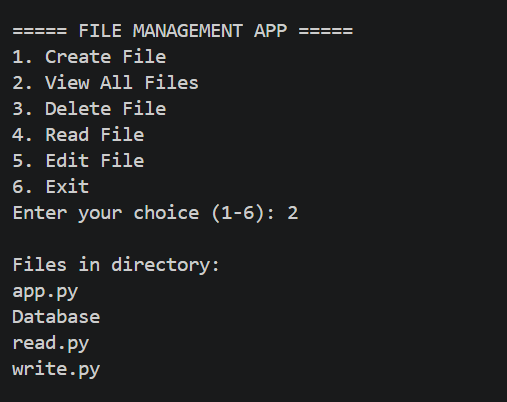 ===== FILE MANAGEMENT APP =====
1. Create File
2. View All Files
3. Delete File
4. Read File
5. Edit File
6. Exit
Enter your choice (1-6): 2
Files in directory:
app.py
Database
read.py
write.py